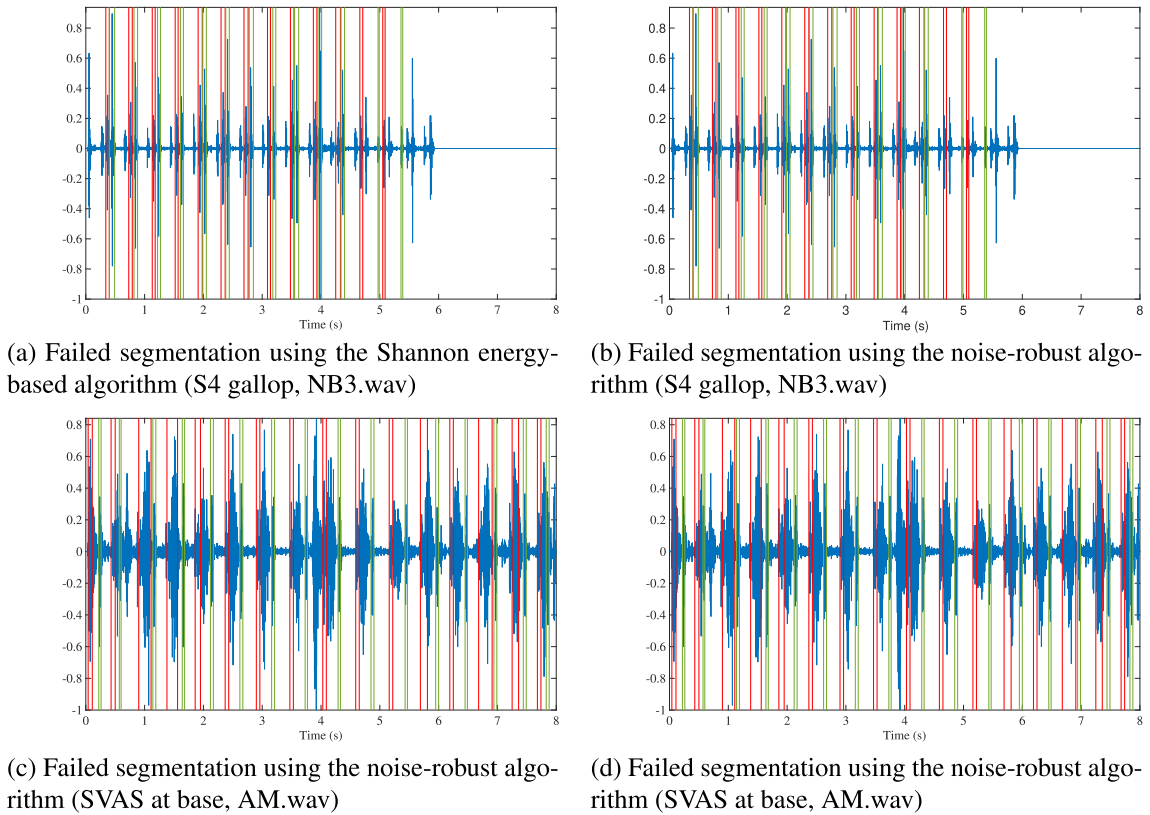 0.8
0.6
0.4
0.2
0
-0.2
-0.4
-0.6
-0.8
-1
0 1 2 3 4 5 6 7 8
Time (s)
(a) Failed segmentation using the Shannon energy-
based algorithm (S4 gallop, NB3.wav)
0.8
0.6
0.4
0.2
0
-0.2
-0.4
-0.6
-0.8
-1
0 1 2 3 4 5 6 7 8
Time (s)
(b) Failed segmentation using the noise-robust algo-
rithm (S4 gallop, NB3.wav)
0.8
0.6
0.4
0.2
0
-0.2
-0.4
-0.6
-0.8
-1
0 1 2 3 4 5 6 7 8
Time (s)
(c) Failed segmentation using the noise-robust algo-
rithm (SVAS at base, AM.wav)
0.8
0.6
0.4
0.2
0
-0.2
-0.4
-0.6
-0.8
-1
0 1 2 3 4 5 6 7 8
Time (s)
(d) Failed segmentation using the noise-robust algo-
rithm (SVAS at base, AM.wav)